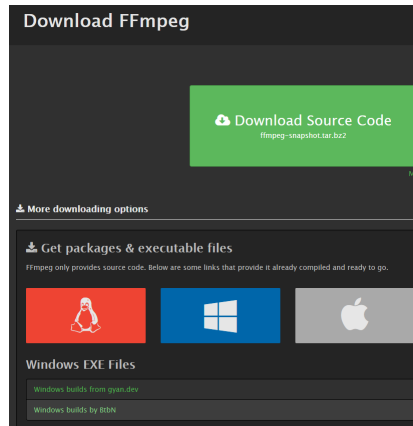 Download FFmpeg
Download Source Code
ffmpeg-snapshot.tar.bz2
More downloading options
Get packages & executable files
FFmpeg only provides source code. Below are some links that provide it already compiled and ready to go.
Windows EXE Files
Windows builds from gyan.dev
Windows builds by BtbN